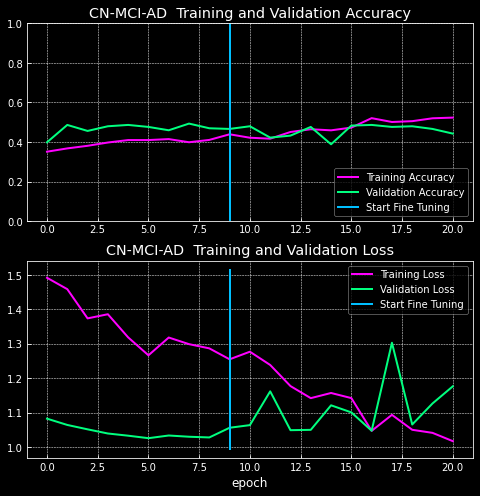 CN-MCI-AD  Training and Validation Accuracy
1.0
0.8
0.6
0.4
0.2
0.0
Training Accuracy
Validation Accuracy
Start Fine Tuning
0.0 2.5 5.0 7.5 10.0 12.5 15.0 17.5 20.0
CN-MCI-AD  Training and Validation Loss
1.5
1.4
1.3
1.2
1.1
1.0
Training Loss
Validation Loss
Start Fine Tuning
0.0 2.5 5.0 7.5 10.0 12.5 15.0 17.5 20.0
epoch